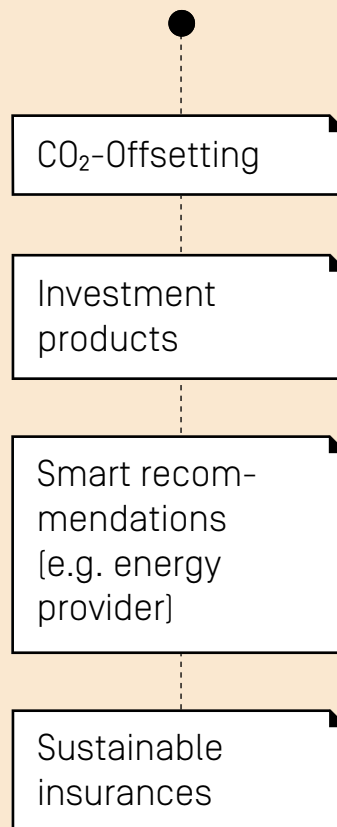 CO₂-Offsetting
Investment
products
Smart recom-
mendations
(e.g. energy
provider)
Sustainable
insurances